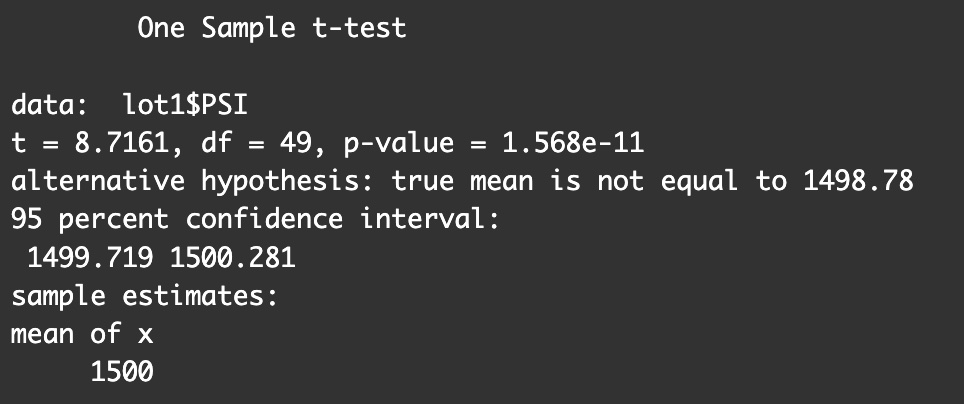 One Sample t-test
data:  lot1$PSI
t = 8.7161, df = 49, p-value = 1.568e-11
alternative hypothesis: true mean is not equal to 1498.78
95 percent confidence interval:
1499.719 1500.281
sample estimates:
mean of x
1500